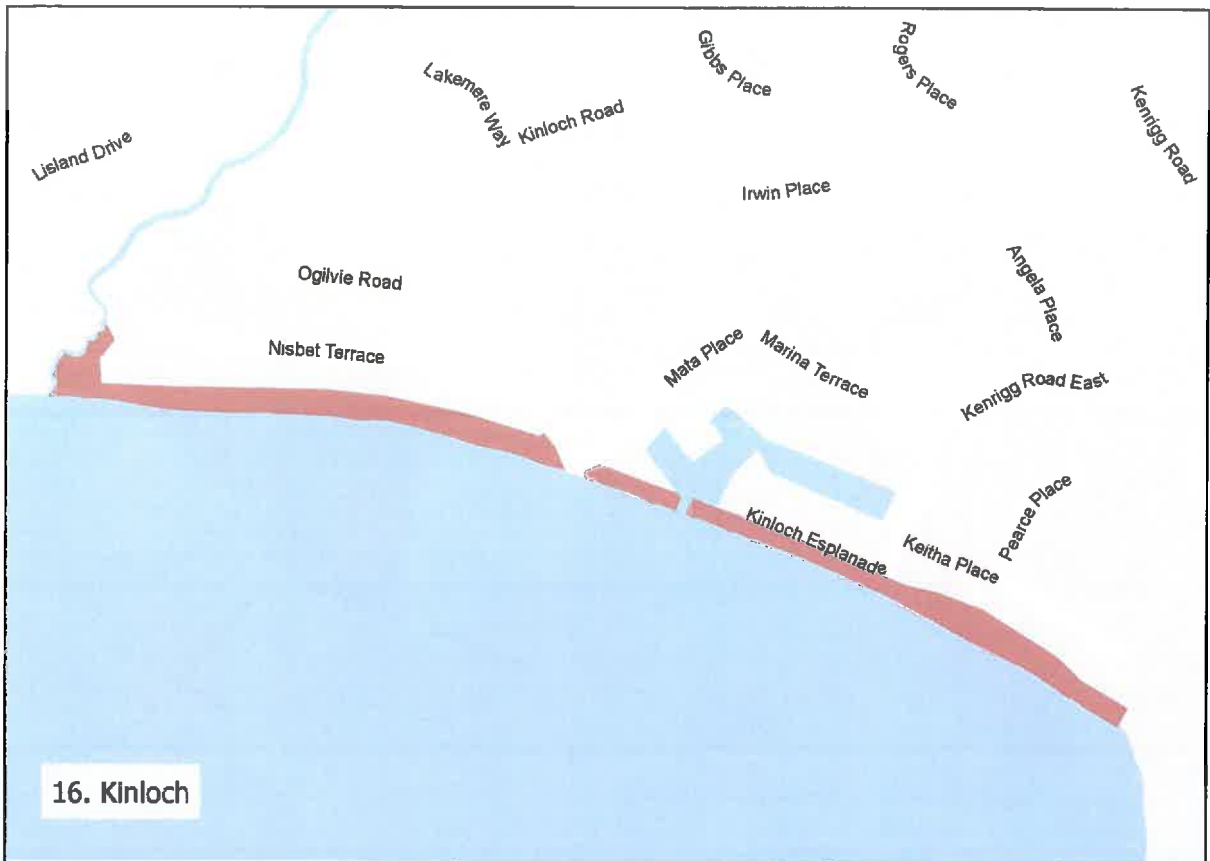 Gibbs Place
Rogers Place
Lakemere Way
Kinloch Road
Kenrigg Road
Lisland Drive
Irwin Place
Ogilvie Road
Angela Place
Nisbet Terrace
Mata Place
Marina Terrace
Kenrigg Road East
Pearce Place
Kinloch Esplanade
Keitha Place
16. Kinloch